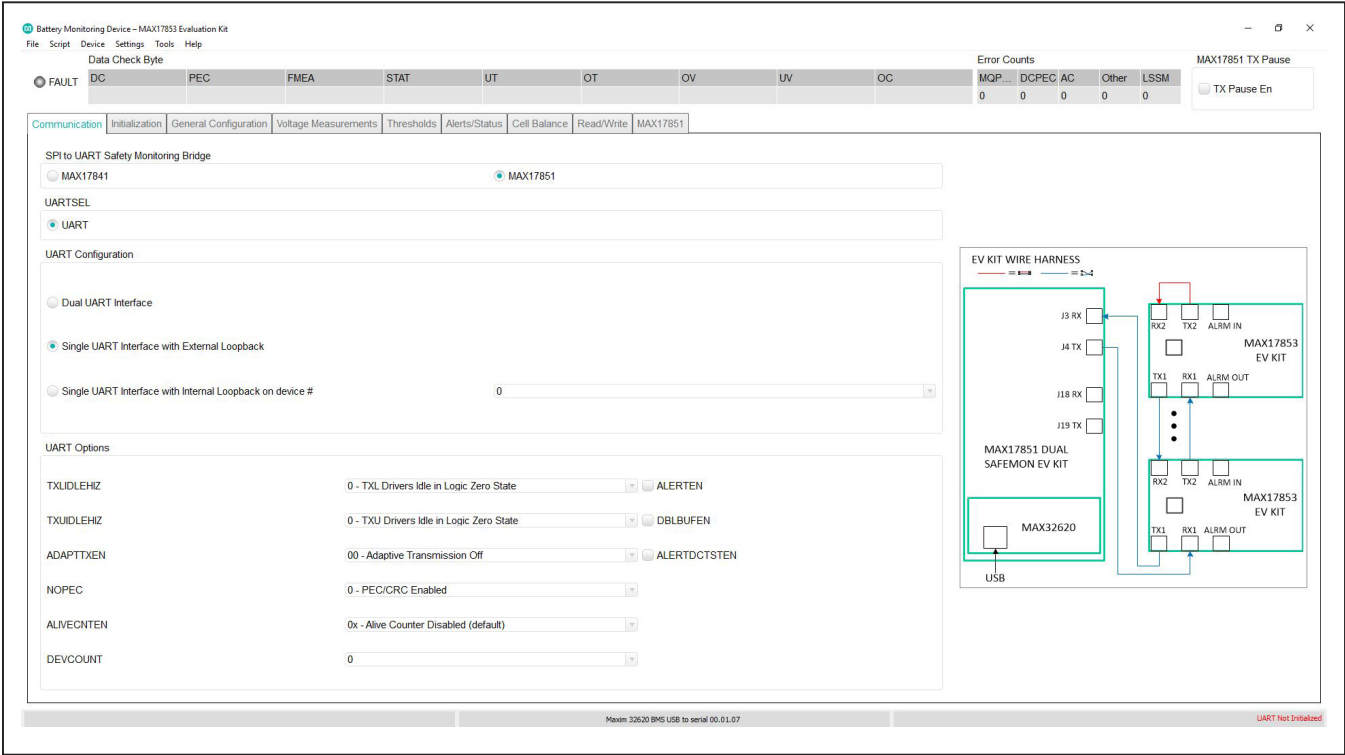 Battery Monitoring Device – MAX17853 Evaluation Kit
File Script Device Settings Tools Help
Data Check Byte Error Counts MAX17851 TX Pause
FAULT DC PEC FMEA STAT UT OT OV UV OC MQP... DCPEC AC Other LSSM
0 0 0 0 0
TX Pause En
Communication Initialization General Configuration Voltage Measurements Thresholds Alerts/Status Cell Balance Read/Write MAX17851
SPI to UART Safety Monitoring Bridge
MAX17841 MAX17851
UARTSEL
UART
UART Configuration
Dual UART Interface
Single UART Interface with External Loopback
Single UART Interface with Internal Loopback on device # 0
UART Options
TXLIDLEHIZ 0 - TXL Drivers Idle in Logic Zero State ALERTEN
TXUIDLEHIZ 0 - TXU Drivers Idle in Logic Zero State DBLBUFEN
ADAPTTXEN 00 - Adaptive Transmission Off ALERTDCTSTEN
NOPEC 0 - PEC/CRC Enabled
ALIVECNTEN 0x - Alive Counter Disabled (default)
DEVCOUNT 0
EV KIT WIRE HARNESS
= =
J3 RX
J4 TX
J18 RX
J19 TX
MAX17851 DUAL
SAFEMON EV KIT
MAX32620
USB
RX2 TX2 ALRM IN
MAX17853
EV KIT
TX1 RX1 ALRM OUT
RX2 TX2 ALRM IN
MAX17853
EV KIT
TX1 RX1 ALRM OUT
Maxim 32620 BMS USB to serial 00.01.07
UART Not Initialized